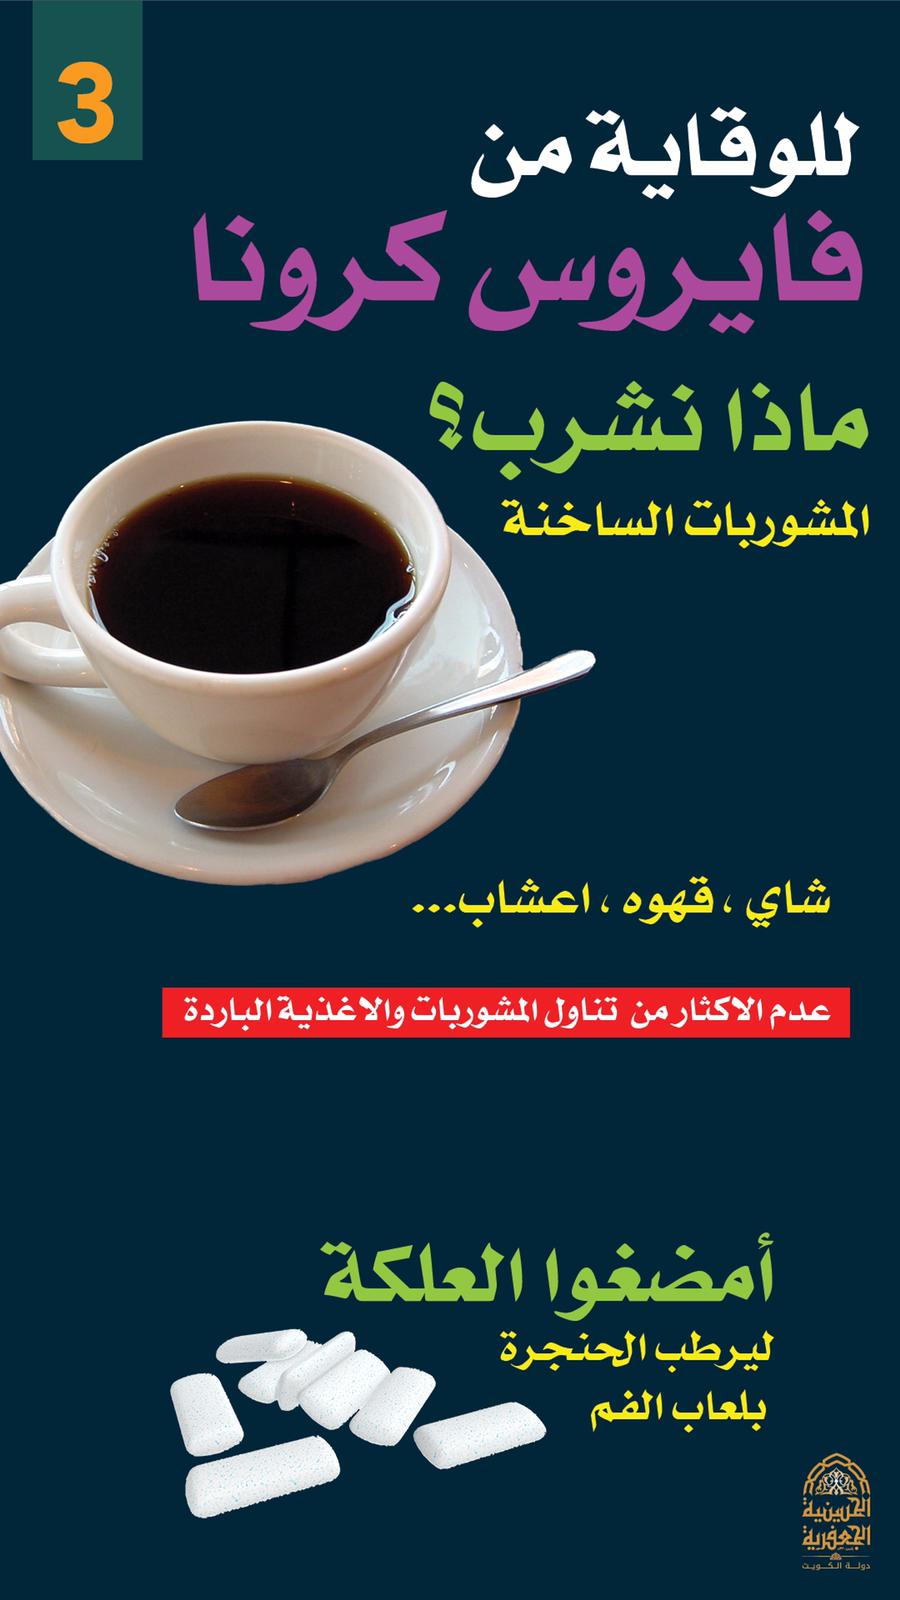 3
للوقاية من
فايروس كرونا
ماذا نشرب؟
المشوربات الساخنة
شاي ، قهوه ، اعشاب...
عدم الاكثار من تناول المشوربات والاغذية الباردة
أمضغوا العلكة
ليرطب الحنجرة
بلعاب الفم
الحسينية
الجعفرية
دولة الكويت